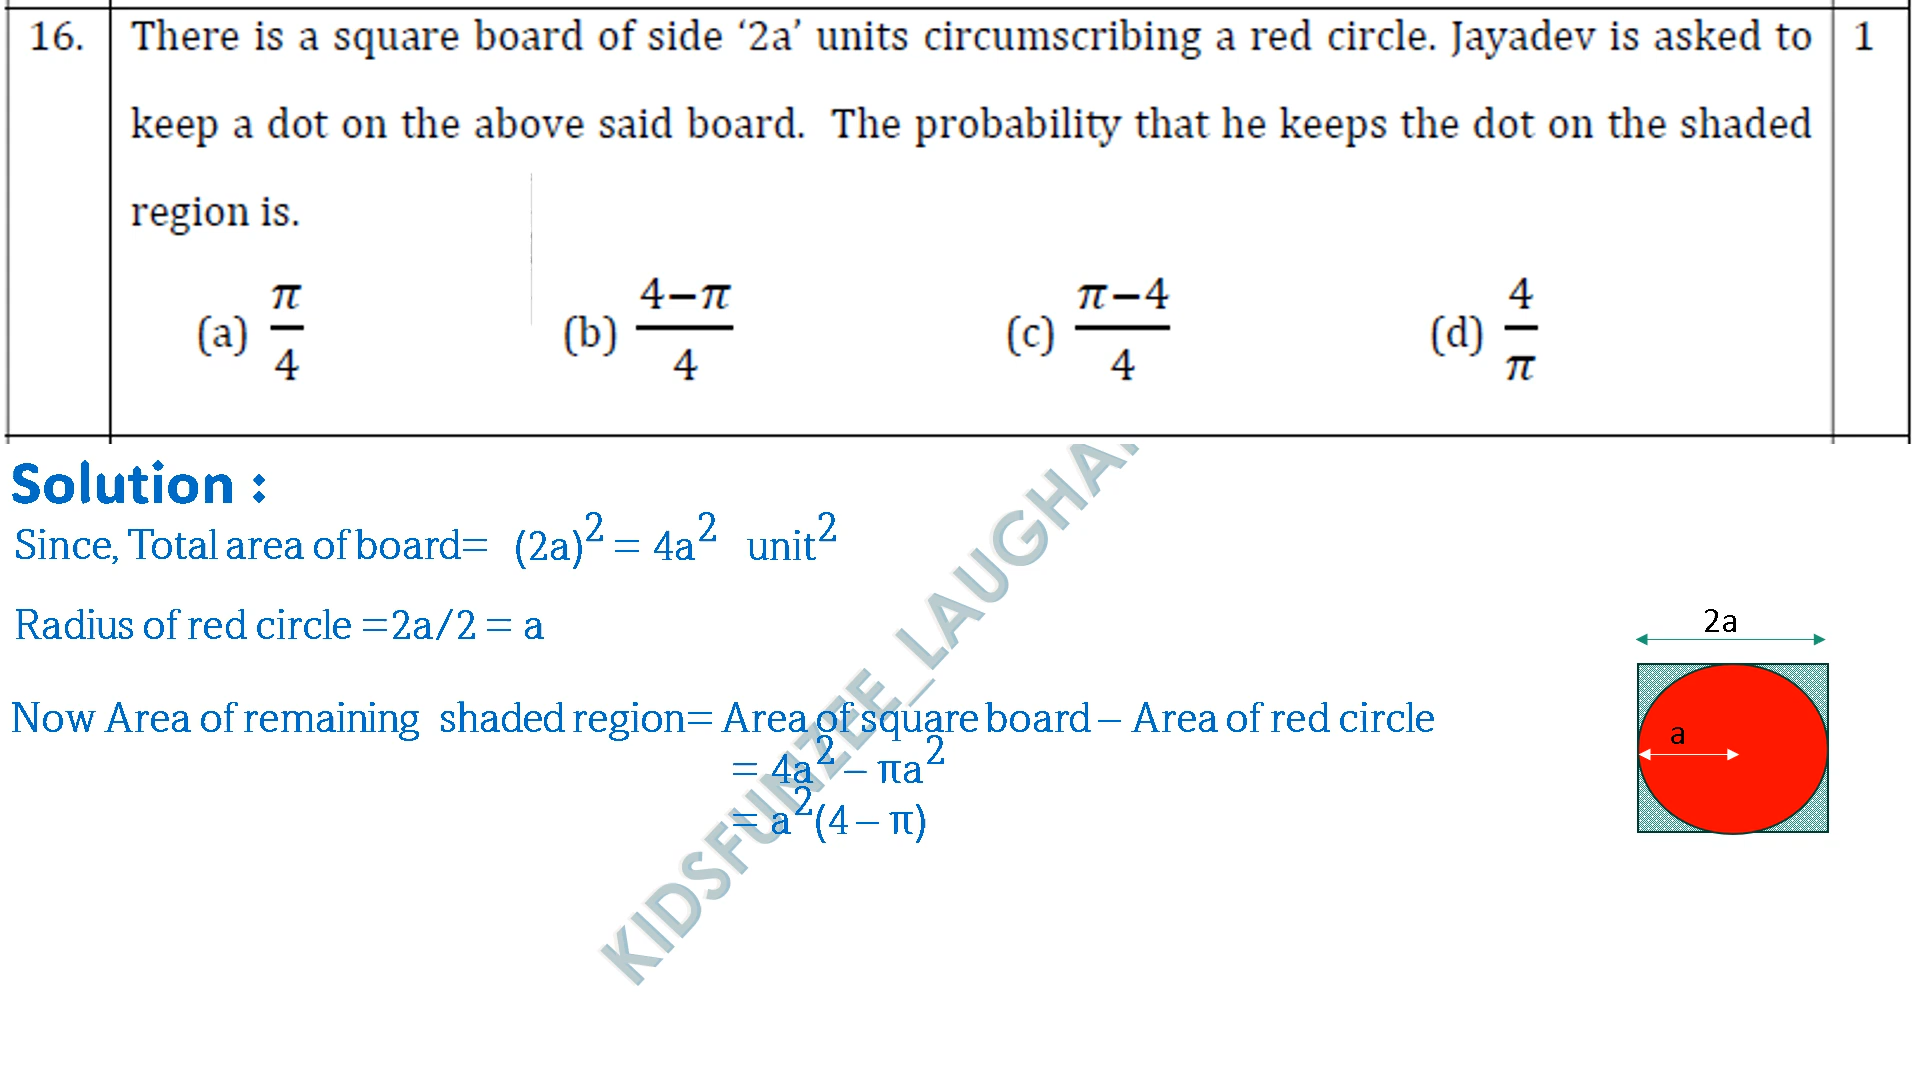 16. There is a square board of side ‘2a’ units circumscribing a red circle. Jayadev is asked to 1
keep a dot on the above said board. The probability that he keeps the dot on the shaded
region is.
(a) π/4 (b) 4−π/4 (c) π−4/4 (d) 4/π
Solution :
Since, Total area of board= (2a)² = 4a² unit²
Radius of red circle =2a/2 = a
Now Area of remaining shaded region= Area of square board – Area of red circle
= 4a² – πa²
= a²(4 – π)
2a
a